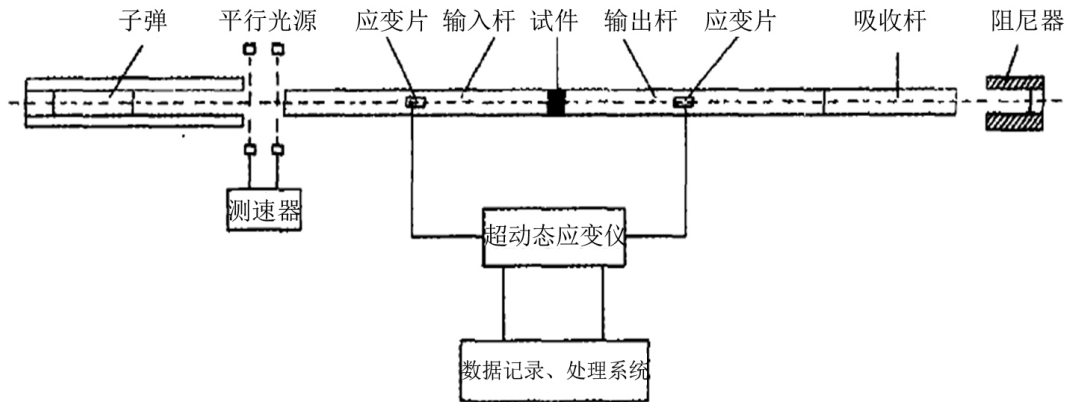 子弹 平行光源 应变片 输入杆 试件 输出杆 应变片 吸收杆 阻尼器
测速器
超动态应变仪
数据记录、处理系统